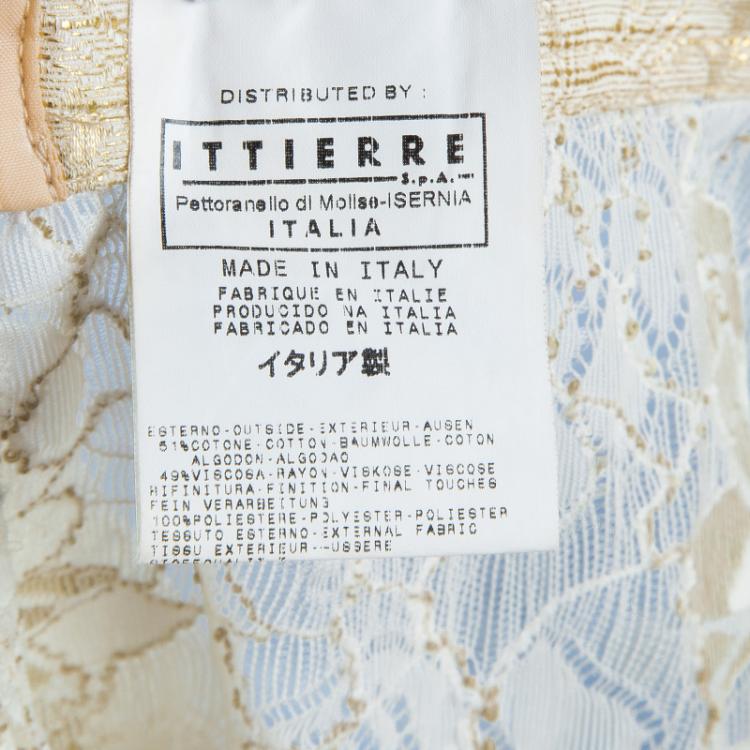 DISTRIBUTED BY :
ITTIERRE
S.p.A.
Pettoranello di Molise-ISERNIA
ITALIA
MADE IN ITALY
FABRIQUE EN ITALIE
PRODUCIDO NA ITALIA
FABRICADO EN ITALIA
イタリア製
ESTERNO-OUTSIDE-EXTERIEUR-AUSEN
51%COTONE-COTTON-BAUMWOLLE-COTON
ALGODON-ALGODAO
49%VISCOSA-RAYON-VISKOSE-VISCOSE
RIFINITURA-FINITION-FINAL TOUCHES
FEIN VERARBEITUNG
100%POLIESTERE-POLYESTER-POLIESTER
TESSUTO ESTERNO-EXTERNAL FABRIC
TISSU EXTERIEUR--USSERE